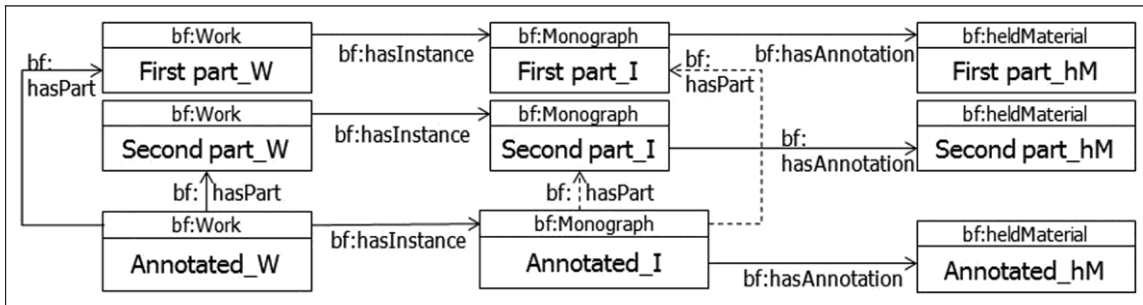 bf:Work
First part_W
bf:hasInstance
bf:Monograph
First part_I
bf:hasAnnotation
bf:heldMaterial
First part_hM
bf:
hasPart
bf:
hasPart
bf:Work
Second part_W
bf:hasInstance
bf:Monograph
Second part_I
bf:
hasAnnotation
bf:heldMaterial
Second part_hM
bf: hasPart
bf: hasPart
bf:Work
Annotated_W
bf:hasInstance
bf:Monograph
Annotated_I
bf:hasAnnotation
bf:heldMaterial
Annotated_hM